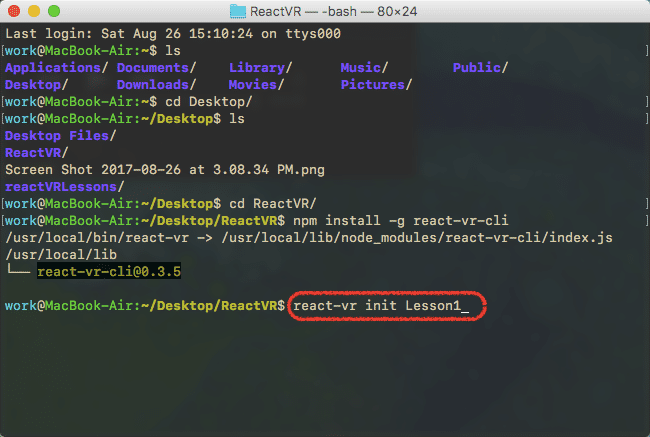 ReactVR — -bash — 80×24
Last login: Sat Aug 26 15:10:24 on ttys000
[work@MacBook-Air:~$ ls ]
Applications/ Documents/ Library/ Music/ Public/
Desktop/ Downloads/ Movies/ Pictures/
[work@MacBook-Air:~$ cd Desktop/ ]
[work@MacBook-Air:~/Desktop$ ls ]
Desktop Files/
ReactVR/
Screen Shot 2017-08-26 at 3.08.34 PM.png
reactVRLessons/
[work@MacBook-Air:~/Desktop$ cd ReactVR/ ]
[work@MacBook-Air:~/Desktop/ReactVR$ npm install -g react-vr-cli ]
/usr/local/bin/react-vr -> /usr/local/lib/node_modules/react-vr-cli/index.js
/usr/local/lib
└── react-vr-cli@0.3.5
work@MacBook-Air:~/Desktop/ReactVR$ react-vr init Lesson1_